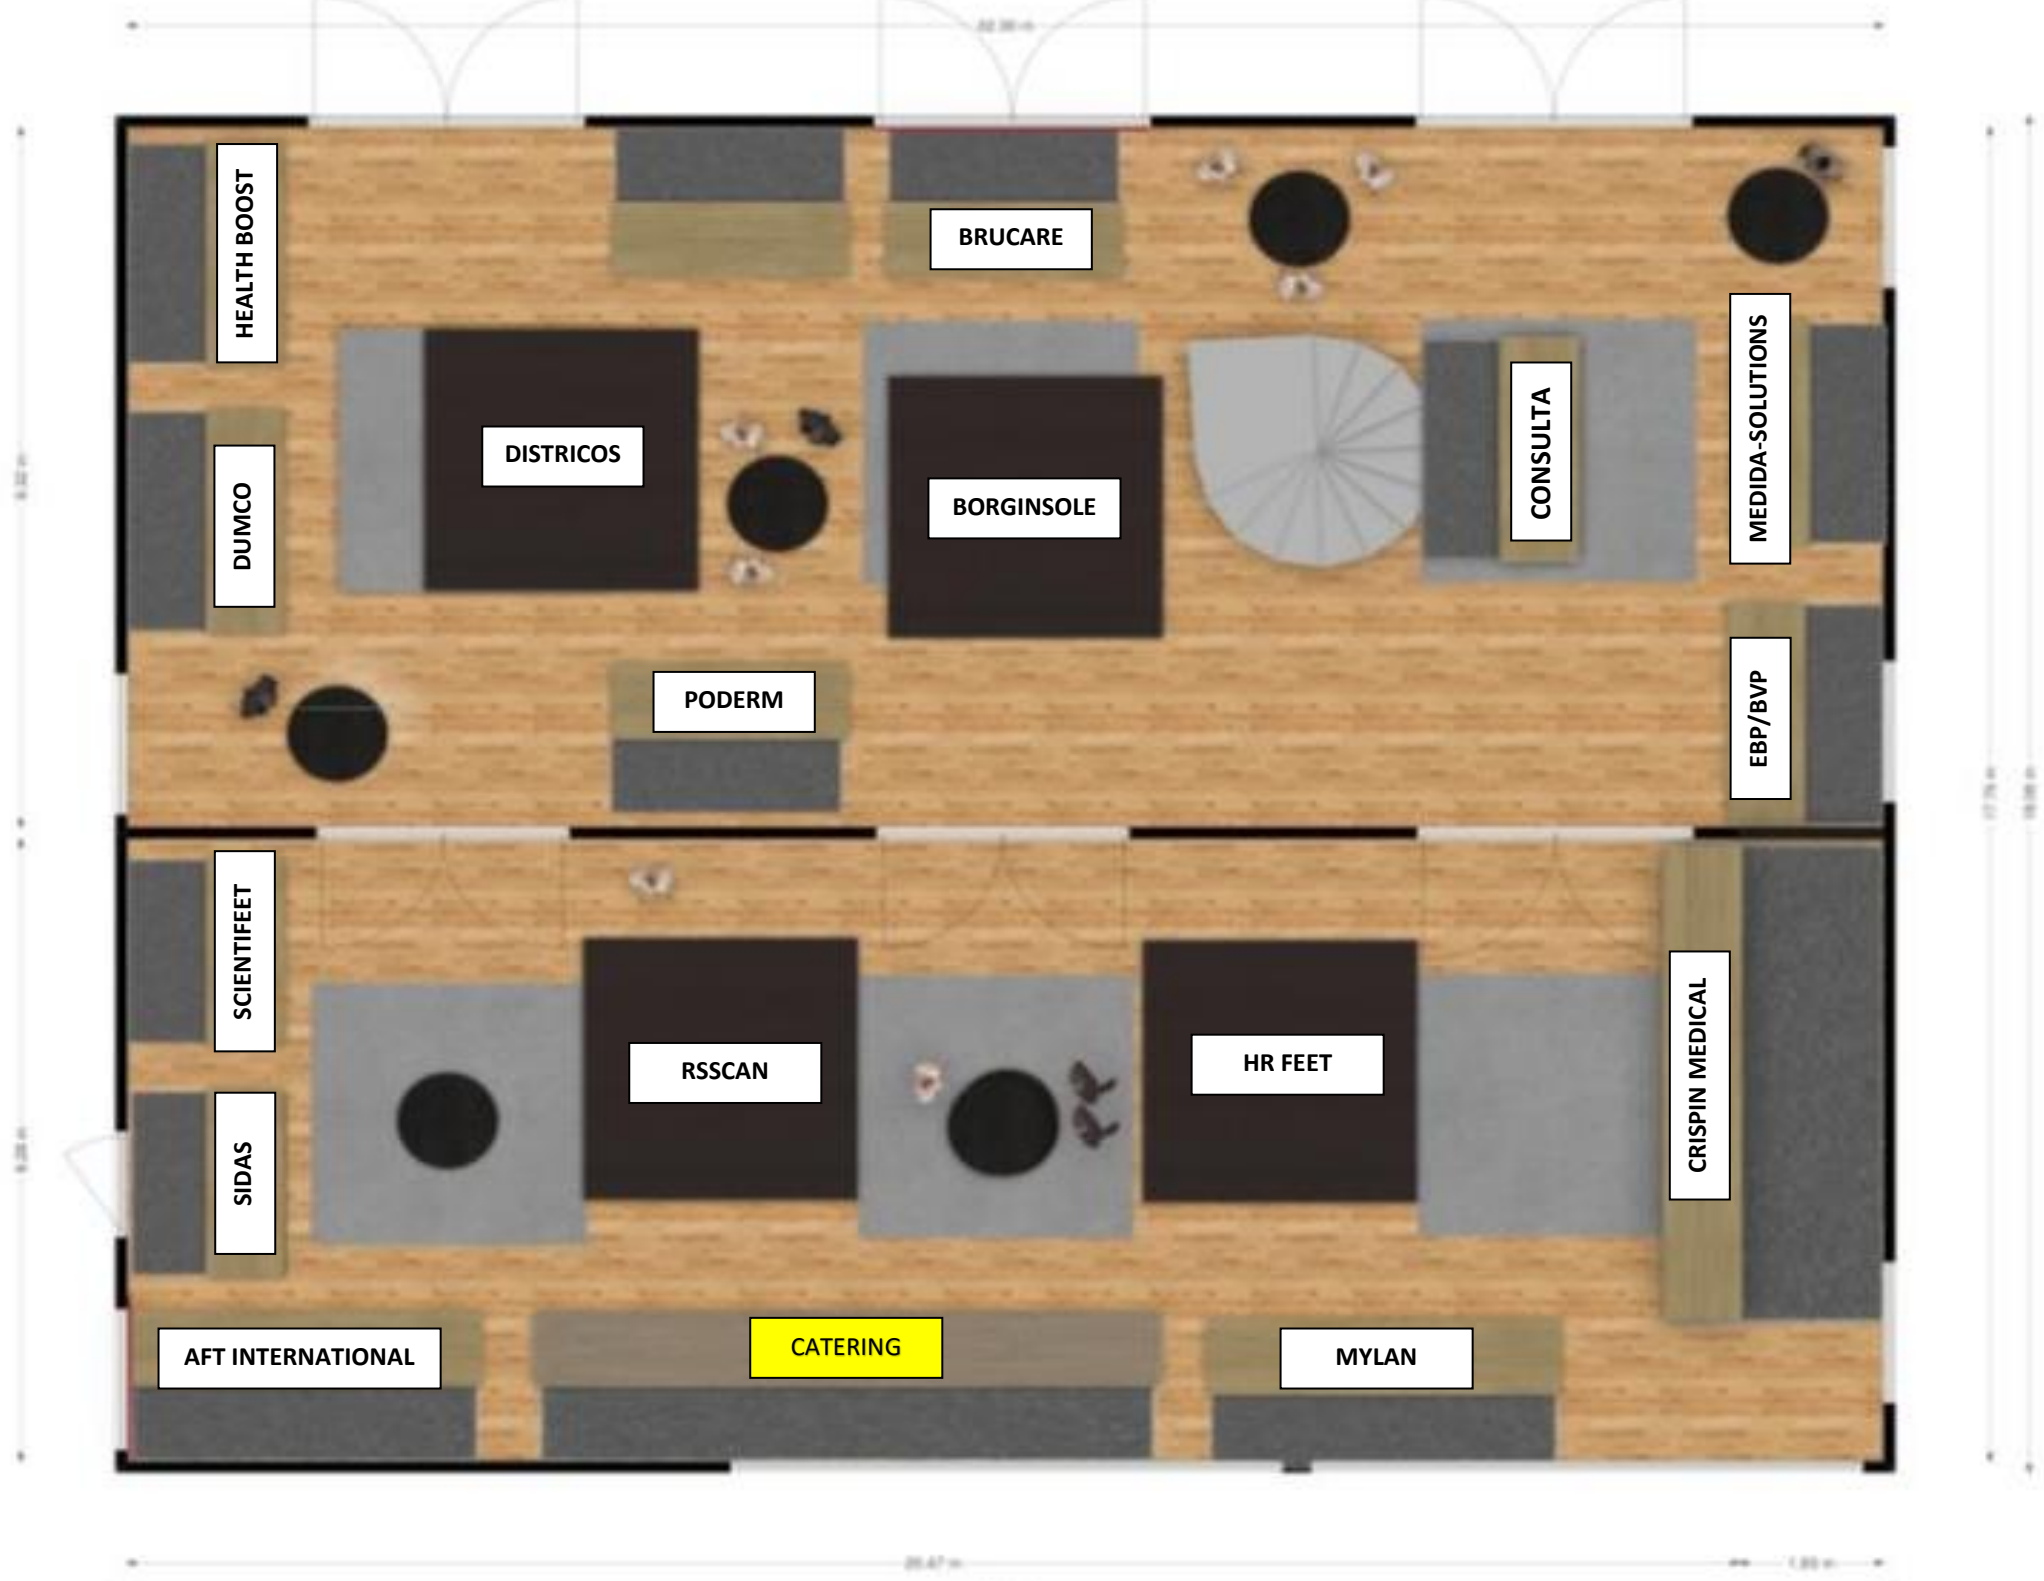 HEALTH BOOST
BRUCARE
DISTRICOS
DUMCO
BORGINSOLE
CONSULTA
MEDIDA-SOLUTIONS
PODERM
EBP/BVP
SCIENTIFEET
RSSCAN
HR FEET
CRISPIN MEDICAL
SIDAS
AFT INTERNATIONAL
CATERING
MYLAN